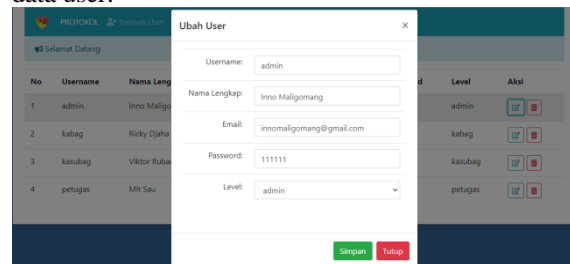 data user.
PROTOKOL Tambah User
Ubah User ×
Selamat Datang
Username: admin
No Username Nama Leng d Level Aksi
Nama Lengkap: Inno Maligomang
1 admin Inno Maligo admin
Email: innomaligomang@gmail.com
2 kabag Ricky Djaha kabag
Password: 111111
3 kasubag Viktor Ruba kasubag
Level: admin
4 petugas Mit Sau petugas
Simpan Tutup